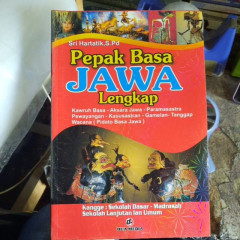 Sri Hartatik, S.Pd
Pepak Basa
JAWA
Lengkap
Kawruh Basa - Aksara Jawa - Paramasastra
Pewayangan - Kasusastran - Gamelan - Tanggap
Wacana ( Pidato Basa Jawa )
Kangge : Sekolah Dasar - Madrasah
Sekolah Lanjutan lan Umum